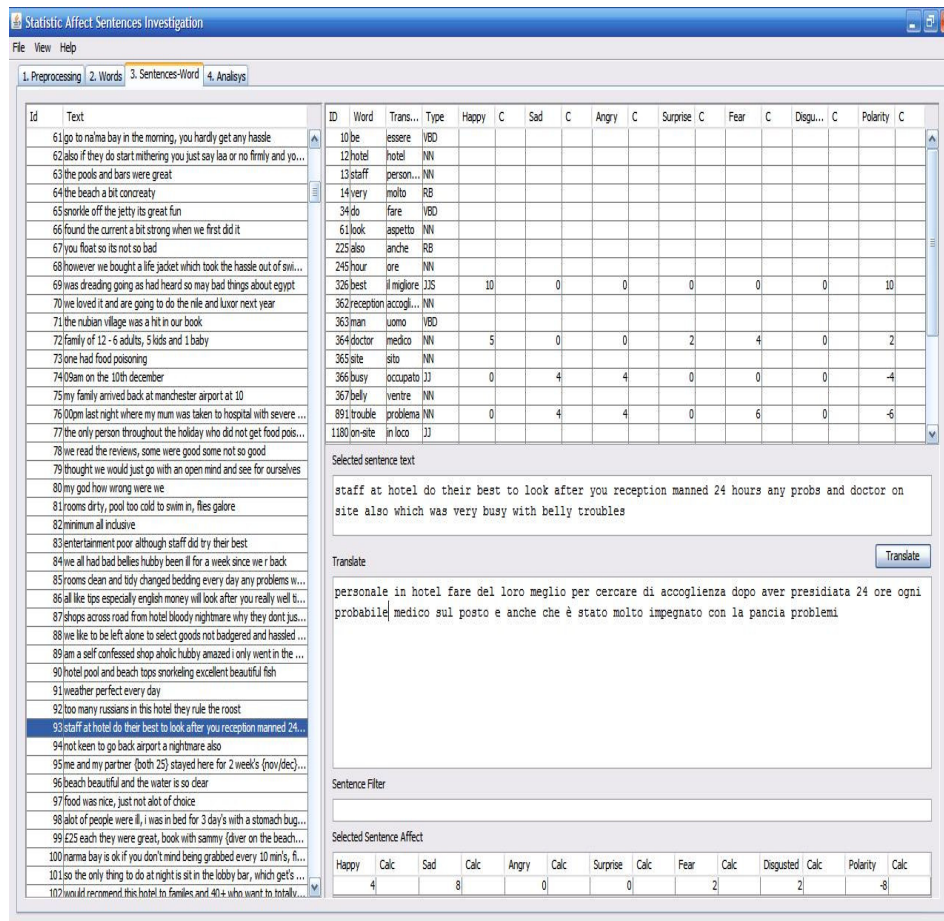 Statistic Affect Sentences Investigation
File View Help
1. Preprocessing 2. Words 3. Sentences-Word 4. Analisys
Id Text
61 go to na'ma bay in the morning, you hardly get any hassle
62 also if they do start mithering you just say laa or no firmly and yo...
63 the pools and bars were great
64 the beach a bit concreaty
65 snorkle off the jetty its great fun
66 found the current a bit strong when we first did it
67 you float so its not so bad
68 however we bought a life jacket which took the hassle out of swi...
69 was dreading going as had heard so may bad things about egypt
70 we loved it and are going to do the nile and luxor next year
71 the nubian village was a hit in our book
72 family of 12 - 6 adults, 5 kids and 1 baby
73 one had food poisoning
74 09am on the 10th december
75 my family arrived back at manchester airport at 10
76 00pm last night where my mum was taken to hospital with severe ...
77 the only person throughout the holiday who did not get food pois...
78 we read the reviews, some were good some not so good
79 thought we would just go with an open mind and see for ourselves
80 my god how wrong were we
81 rooms dirty, pool too cold to swim in, flies galore
82 minimum all inclusive
83 entertainment poor although staff did try their best
84 we all had bad bellies hubby been ill for a week since we r back
85 rooms clean and tidy changed bedding every day any problems w...
86 all like tips especially english money will look after you really well ti...
87 shops across road from hotel bloody nightmare why they dont jus...
88 we like to be left alone to select goods not badgered and hassled ...
89 am a self confessed shop aholic hubby amazed i only went in the ...
90 hotel pool and beach tops snorkeling excellent beautiful fish
91 weather perfect every day
92 too many russians in this hotel they rule the roost
93 staff at hotel do their best to look after you reception manned 24...
94 not keen to go back airport a nightmare also
95 me and my partner {both 25} stayed here for 2 week's {nov/dec}...
96 beach beautiful and the water is so clear
97 food was nice, just not alot of choice
98 alot of people were ill, i was in bed for 3 day's with a stomach bug...
99 £25 each they were great, book with sammy {diver on the beach...
100 narma bay is ok if you don't mind being grabbed every 10 min's, fi...
101 so the only thing to do at night is sit in the lobby bar, which get's ...
102 would recomend this hotel to familes and 40+ who want to totally...
ID Word Trans... Type Happy C Sad C Angry C Surprise C Fear C Disgu... C Polarity C
10 be essere VBD
12 hotel hotel NN
13 staff person... NN
14 very molto RB
34 do fare VBD
61 look aspetto NN
225 also anche RB
245 hour ore NN
326 best il migliore JJS 10 0 0 0 0 0 10
362 reception accogli... NN
363 man uomo VBD
364 doctor medico NN 5 0 0 2 4 0 2
365 site sito NN
366 busy occupato JJ 0 4 4 0 0 0 -4
367 belly ventre NN
891 trouble problema NN 0 4 4 0 6 0 -6
1180 on-site in loco JJ
Selected sentence text
staff at hotel do their best to look after you reception manned 24 hours any probs and doctor on
site also which was very busy with belly troubles
Translate
Translate
personale in hotel fare del loro meglio per cercare di accoglienza dopo aver presidiata 24 ore ogni
probabile medico sul posto e anche che è stato molto impegnato con la pancia problemi
Sentence Filter
Selected Sentence Affect
Happy Calc Sad Calc Angry Calc Surprise Calc Fear Calc Disgusted Calc Polarity Calc
4 8 0 0 2 2 -8